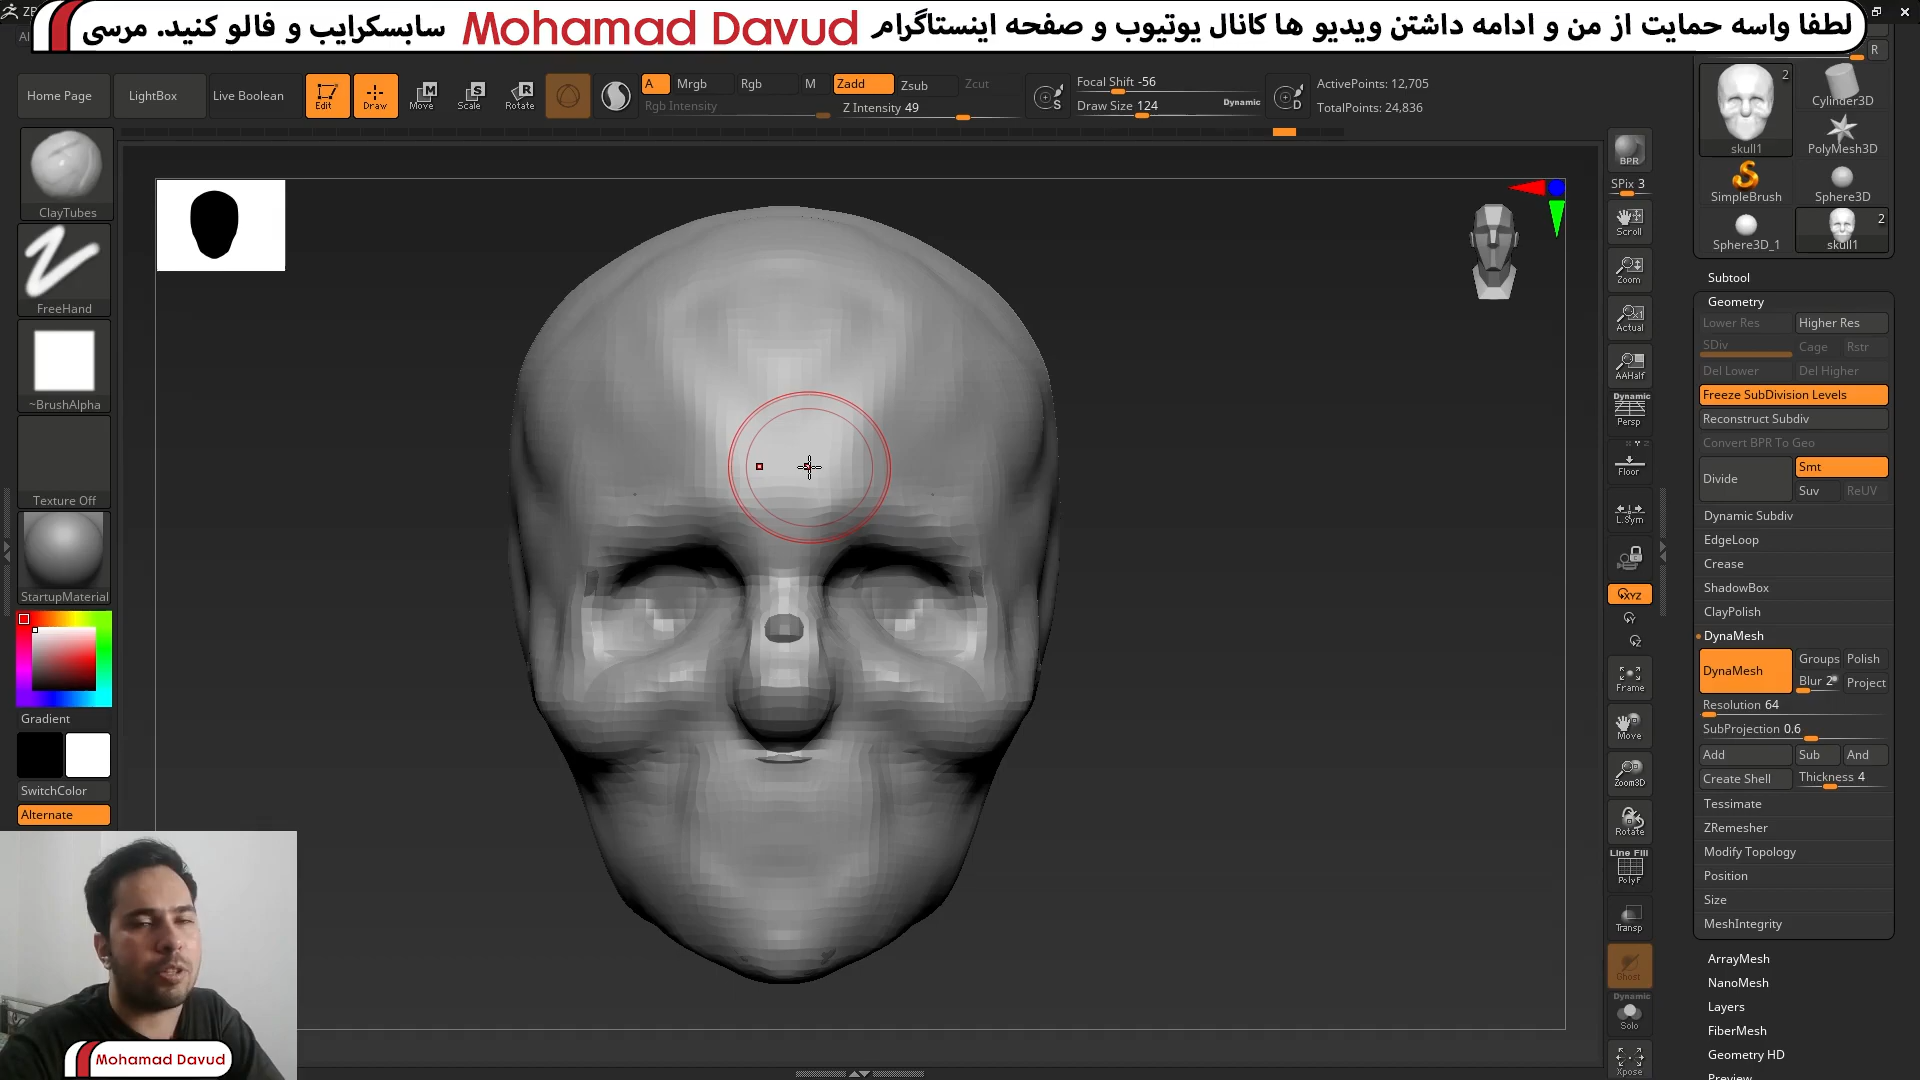 لطفا واسه حمایت از من و ادامه داشتن ویدیو ها کانال یوتیوب و صفحه اینستاگرام Mohamad Davud سابسکرایب و فالو کنید. مرسی
R
Home Page
LightBox
Live Boolean
Edit
Draw
Move
Scale
Rotate
A
Mrgb
Rgb
M
Zadd
Zsub
Zcut
Rgb Intensity
Z Intensity 49
Focal Shift -56
Draw Size 124
Dynamic
ActivePoints: 12,705
TotalPoints: 24,836
ClayTubes
FreeHand
~BrushAlpha
Texture Off
StartupMaterial
Gradient
SwitchColor
Alternate
Mohamad Davud
BPR
SPix 3
Scroll
Zoom
Actual
AAHalf
Dynamic
Persp
Floor
L.Sym
XYZ
Frame
Move
Zoom3D
Rotate
Line Fill
PolyF
Transp
Ghost
Dynamic
Solo
Xpose
2
skull1
Cylinder3D
PolyMesh3D
SimpleBrush
Sphere3D
Sphere3D_1
2
skull1
Subtool
Geometry
Lower Res
Higher Res
SDiv
Cage
Rstr
Del Lower
Del Higher
Freeze SubDivision Levels
Reconstruct Subdiv
Convert BPR To Geo
Divide
Smt
Suv
ReUV
Dynamic Subdiv
EdgeLoop
Crease
ShadowBox
ClayPolish
DynaMesh
DynaMesh
Groups
Polish
Blur 2
Project
Resolution 64
SubProjection 0.6
Add
Sub
And
Create Shell
Thickness 4
Tessimate
ZRemesher
Modify Topology
Position
Size
MeshIntegrity
ArrayMesh
NanoMesh
Layers
FiberMesh
Geometry HD
Preview